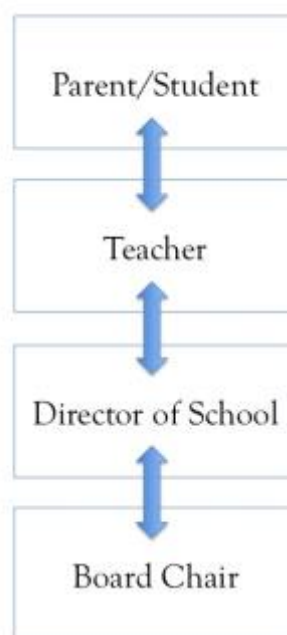 Parent/Student
Teacher
Director of School
Board Chair